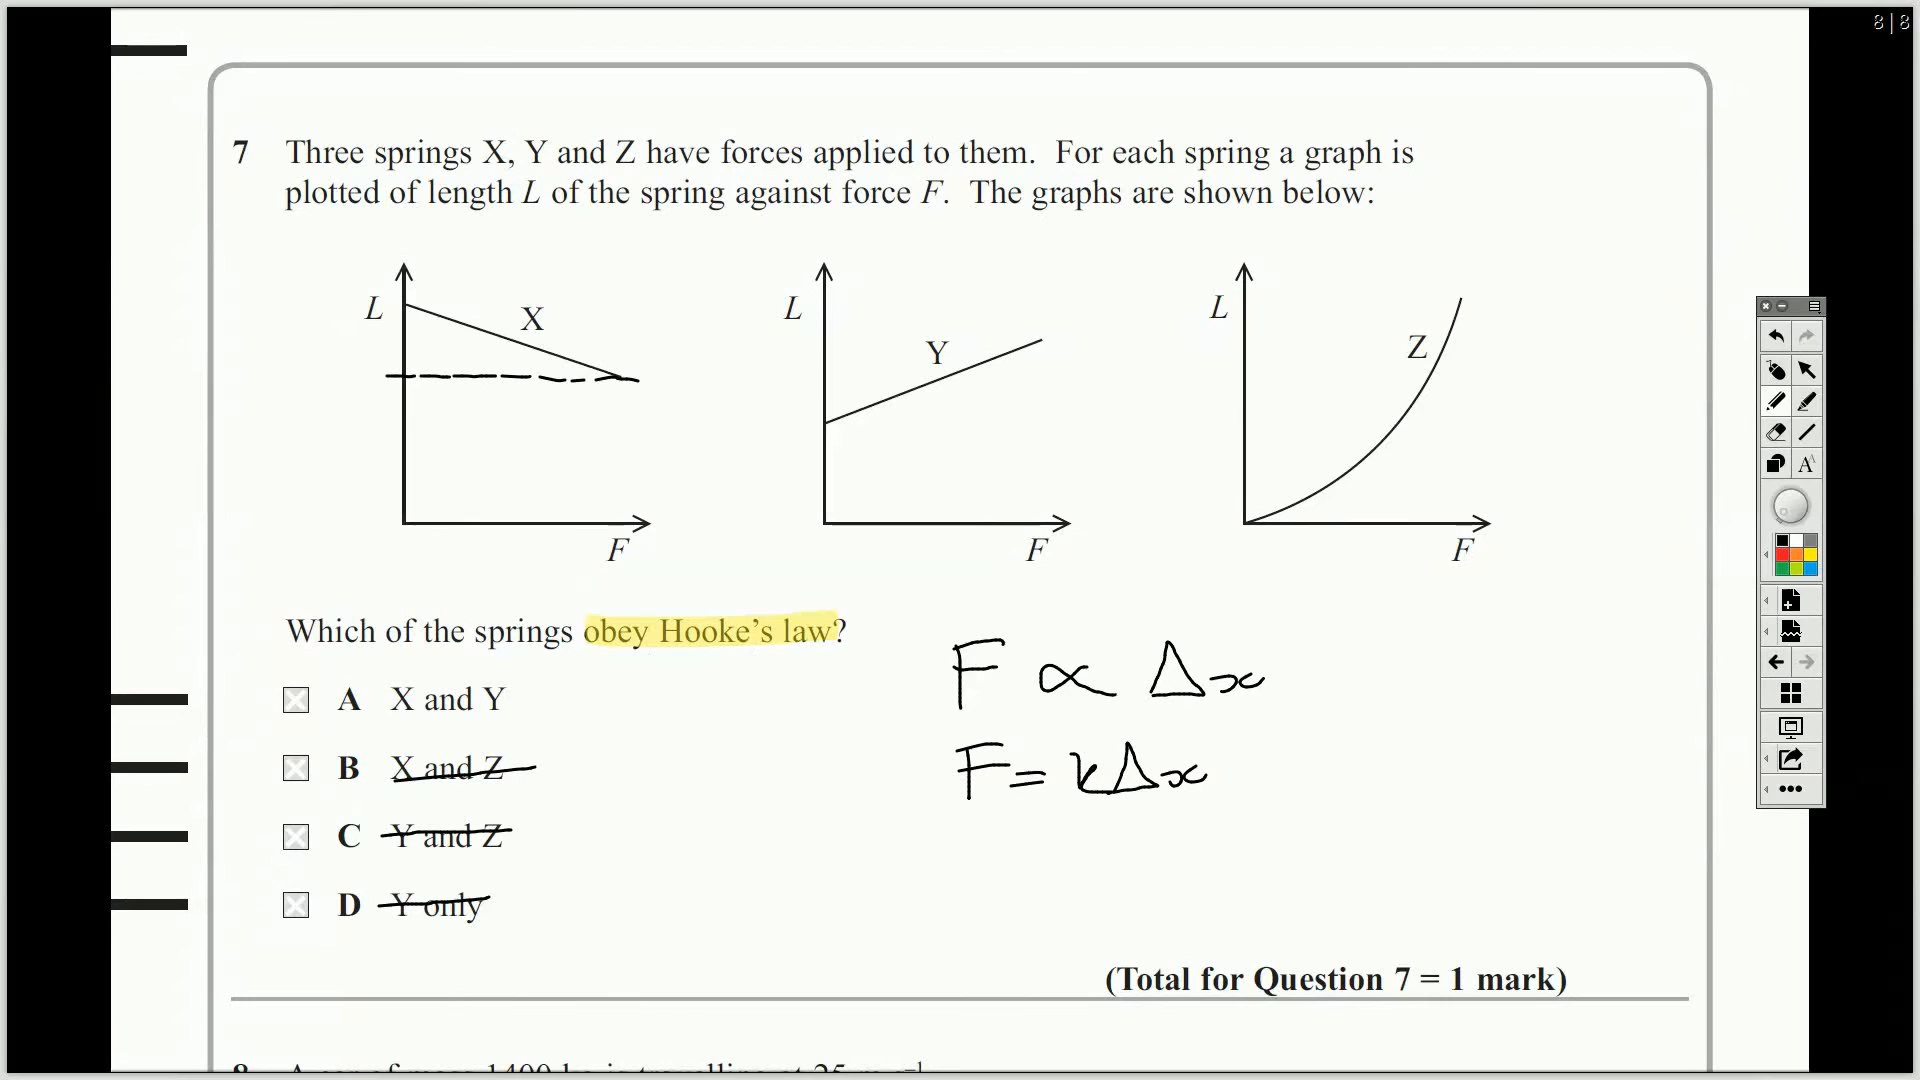 8|8
7 Three springs X, Y and Z have forces applied to them. For each spring a graph is
plotted of length L of the spring against force F. The graphs are shown below:
L X F
L Y F
L Z F
Which of the springs obey Hooke's law?
A X and Y
B X and Z
C Y and Z
D Y only
F ∝ Δx
F = kΔx
(Total for Question 7 = 1 mark)